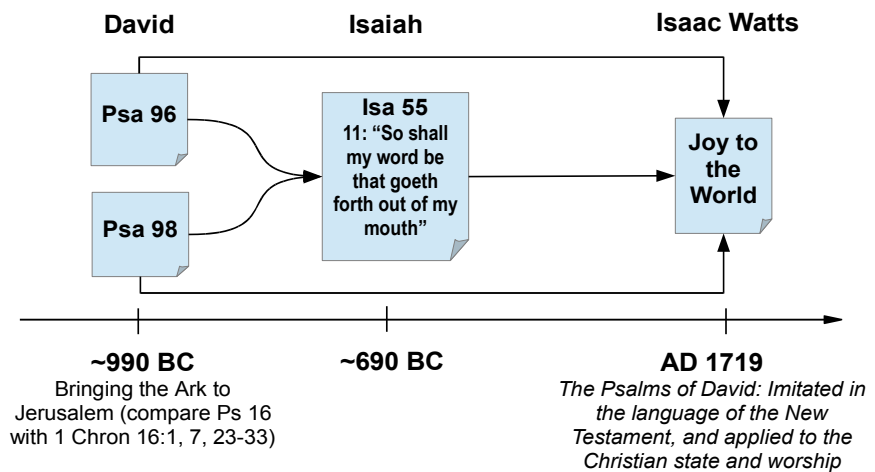 David
Isaiah
Isaac Watts
Psa 96
Psa 98
Isa 55
11: “So shall
my word be
that goeth
forth out of my
mouth”
Joy to
the
World
~990 BC
Bringing the Ark to
Jerusalem (compare Ps 16
with 1 Chron 16:1, 7, 23-33)
~690 BC
AD 1719
The Psalms of David: Imitated in
the language of the New
Testament, and applied to the
Christian state and worship